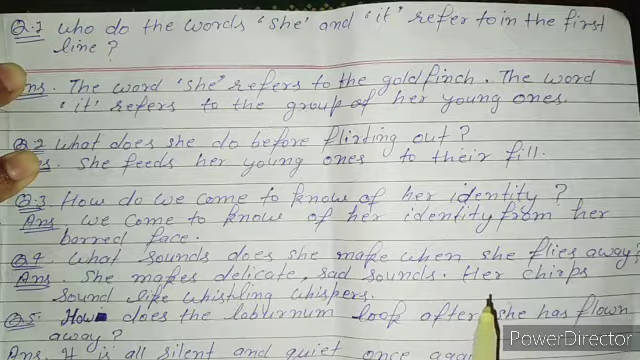 Q.1 Who do the words 'she' and 'it' refer to in the first
line?
Ans. The word 'she' refers to the goldfinch. The word
'it' refers to the group of her young ones.
Q.2 What does she do before flirting out?
Ans. She feeds her young ones to their fill.
Q.3. How do we come to know of her identity?
Ans We come to know of her identity from her
barred face.
Q.4. What sounds does she make when she flies away?
Ans. She makes delicate, sad sounds. Her chirps
sound like whistling whispers.
Q.5. How does the laburnum look after she has flown
away?
Ans. It is all silent and quiet once
PowerDirector